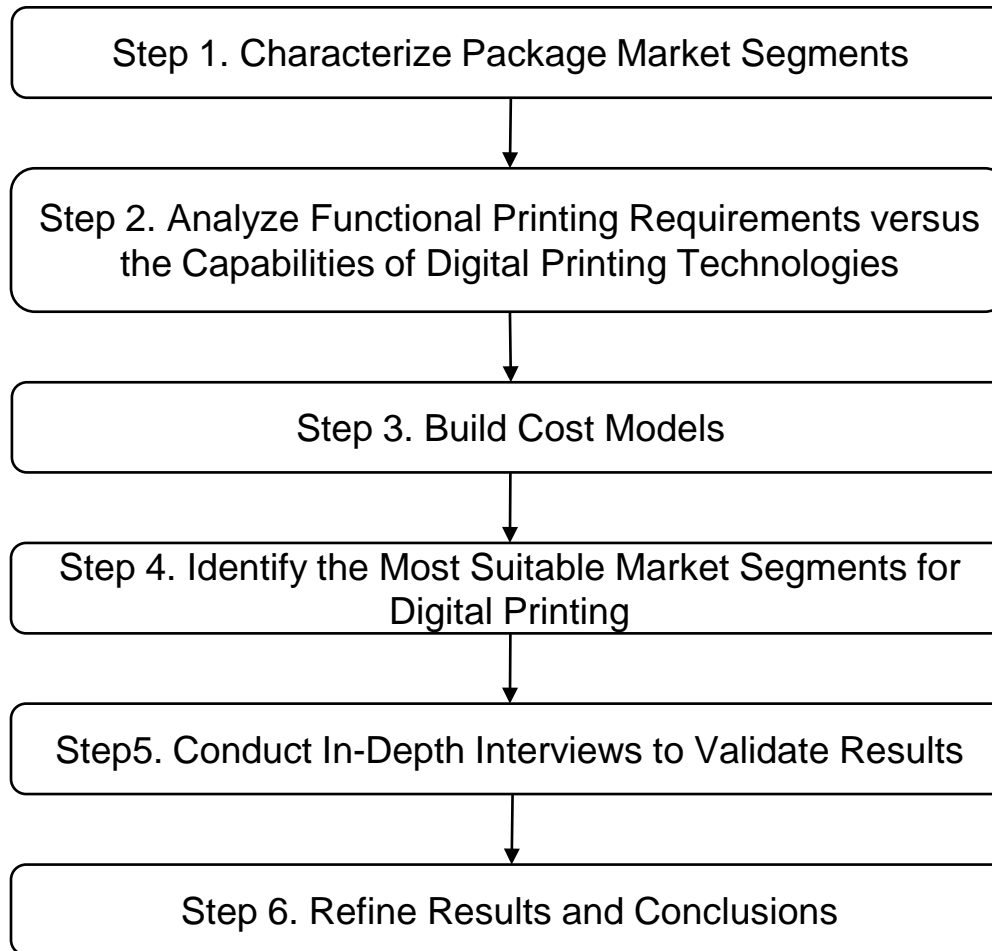 Step 1. Characterize Package Market Segments
Step 2. Analyze Functional Printing Requirements versus
the Capabilities of Digital Printing Technologies
Step 3. Build Cost Models
Step 4. Identify the Most Suitable Market Segments for
Digital Printing
Step5. Conduct In-Depth Interviews to Validate Results
Step 6. Refine Results and Conclusions